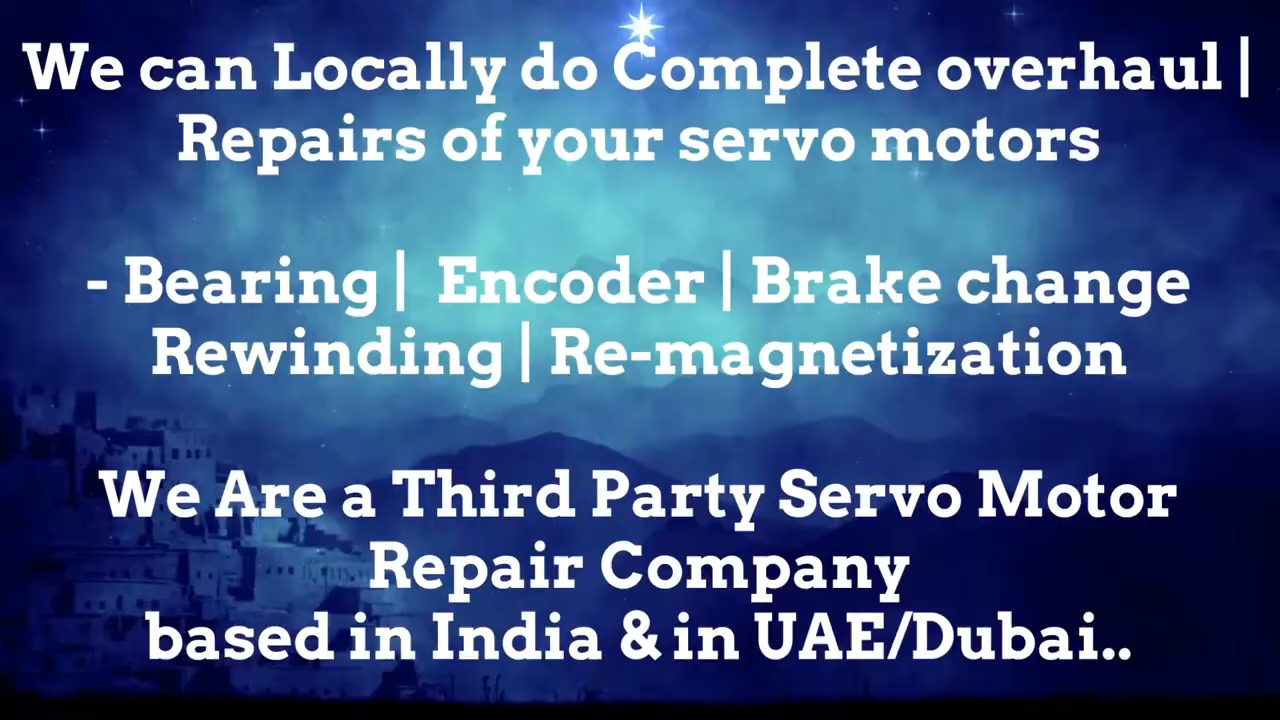 We can Locally do Complete overhaul |
Repairs of your servo motors
- Bearing | Encoder | Brake change
Rewinding | Re-magnetization
We Are a Third Party Servo Motor
Repair Company
based in India & in UAE/Dubai..